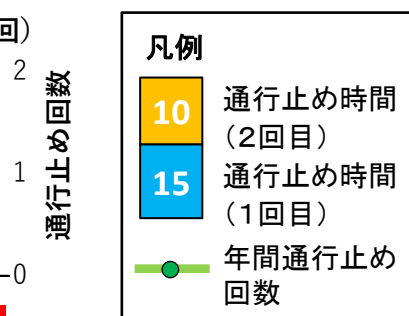 回)
2
1
0
通行止め回数
凡例
10
通行止め時間
(2回目)
15
通行止め時間
(1回目)
年間通行止め
回数